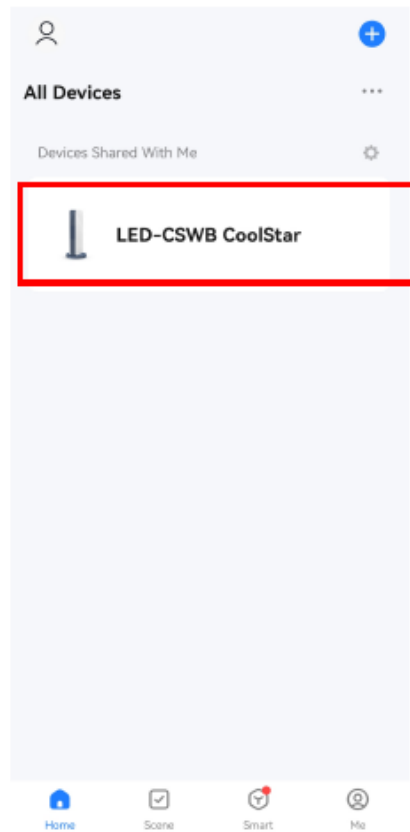 All Devices
Devices Shared With Me
LED-CSWB CoolStar
Home Scene Smart Me